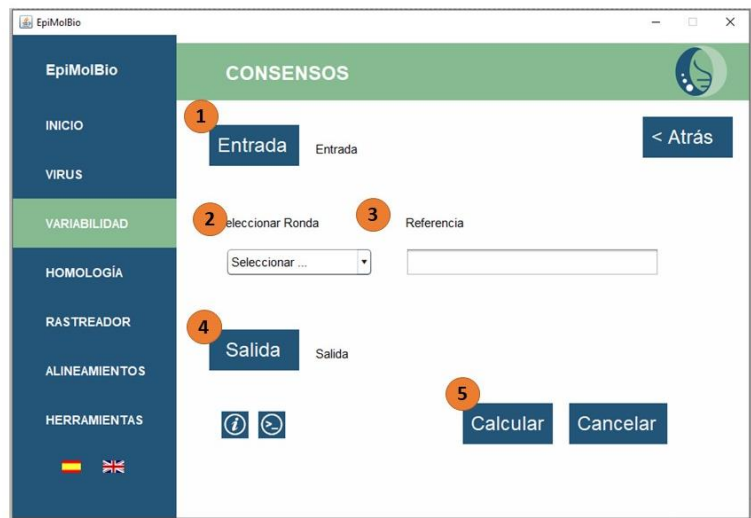 EpiMolBio
EpiMolBio
CONSENSOS
INICIO
VIRUS
VARIABILIDAD
HOMOLOGÍA
RASTREADOR
ALINEAMIENTOS
HERRAMIENTAS
1
Entrada
Entrada
< Atrás
2
eleccionar Ronda
3
Referencia
Seleccionar ...
4
Salida
Salida
i
>_
5
Calcular
Cancelar